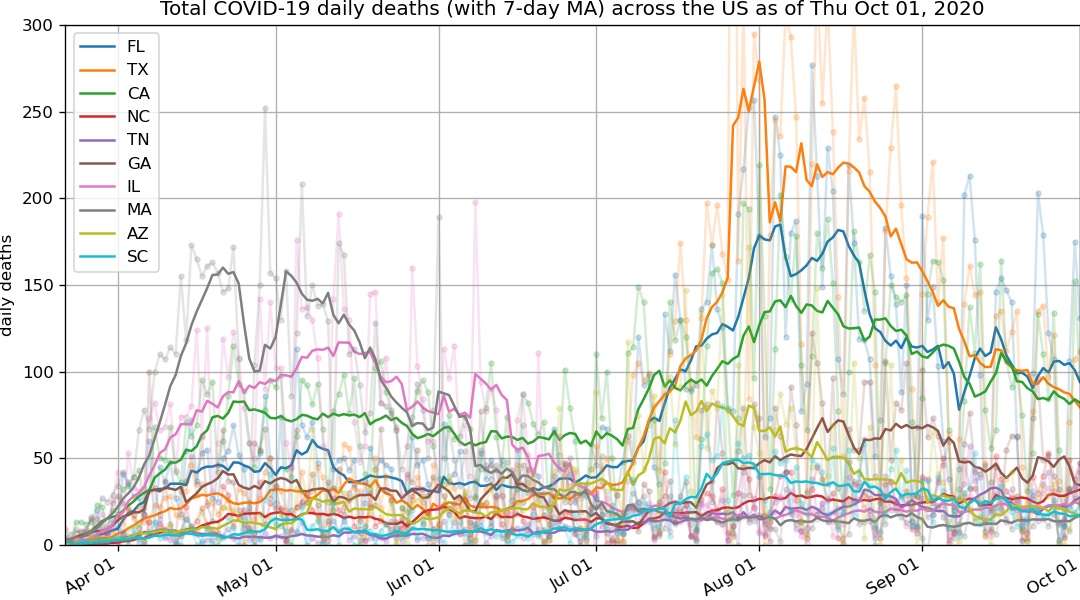 Total COVID-19 daily deaths (with 7-day MA) across the US as of Thu Oct 01, 2020
300
250
200
150
100
50
0
daily deaths
FL
TX
CA
NC
TN
GA
IL
MA
AZ
SC
Apr 01
May 01
Jun 01
Jul 01
Aug 01
Sep 01
Oct 01